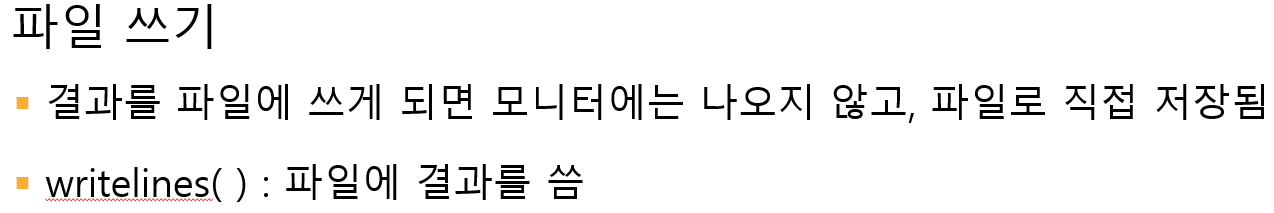 파일 쓰기
▪ 결과를 파일에 쓰게 되면 모니터에는 나오지 않고, 파일로 직접 저장됨
▪ writelines( ) : 파일에 결과를 씀